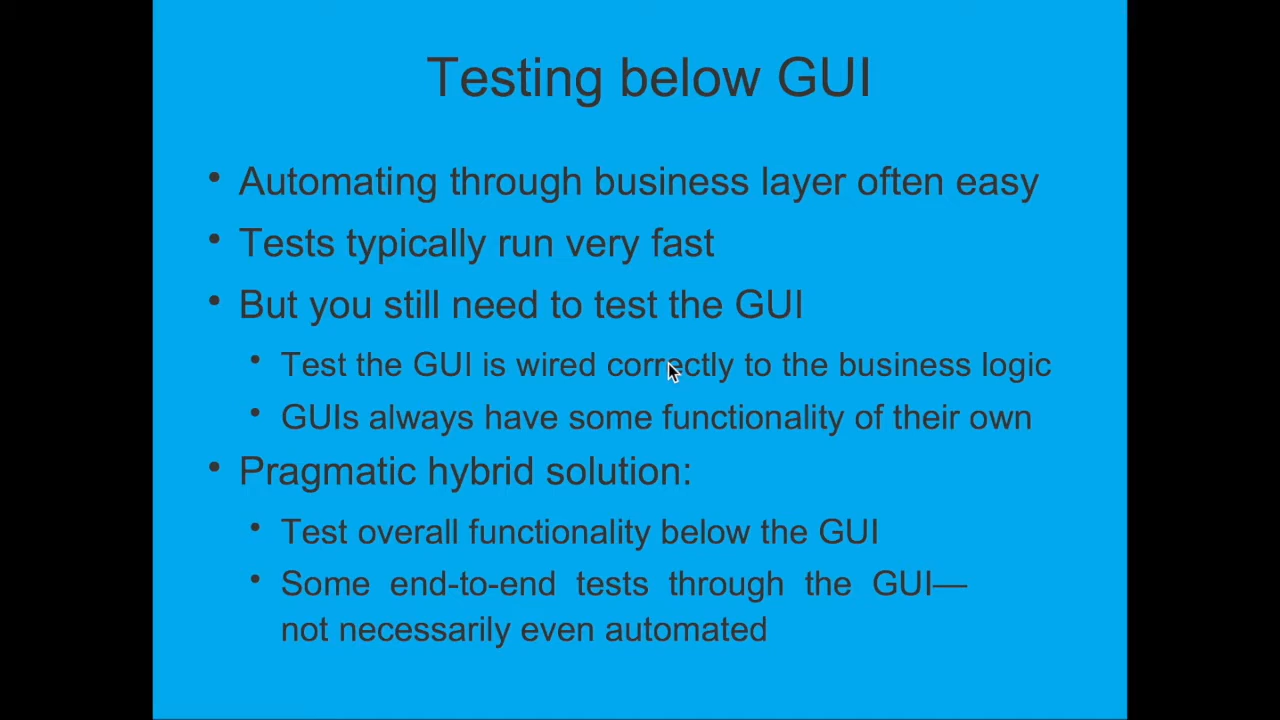 Testing below GUI
• Automating through business layer often easy
• Tests typically run very fast
• But you still need to test the GUI
• Test the GUI is wired correctly to the business logic
• GUIs always have some functionality of their own
• Pragmatic hybrid solution:
• Test overall functionality below the GUI
• Some end-to-end tests through the GUI—
not necessarily even automated